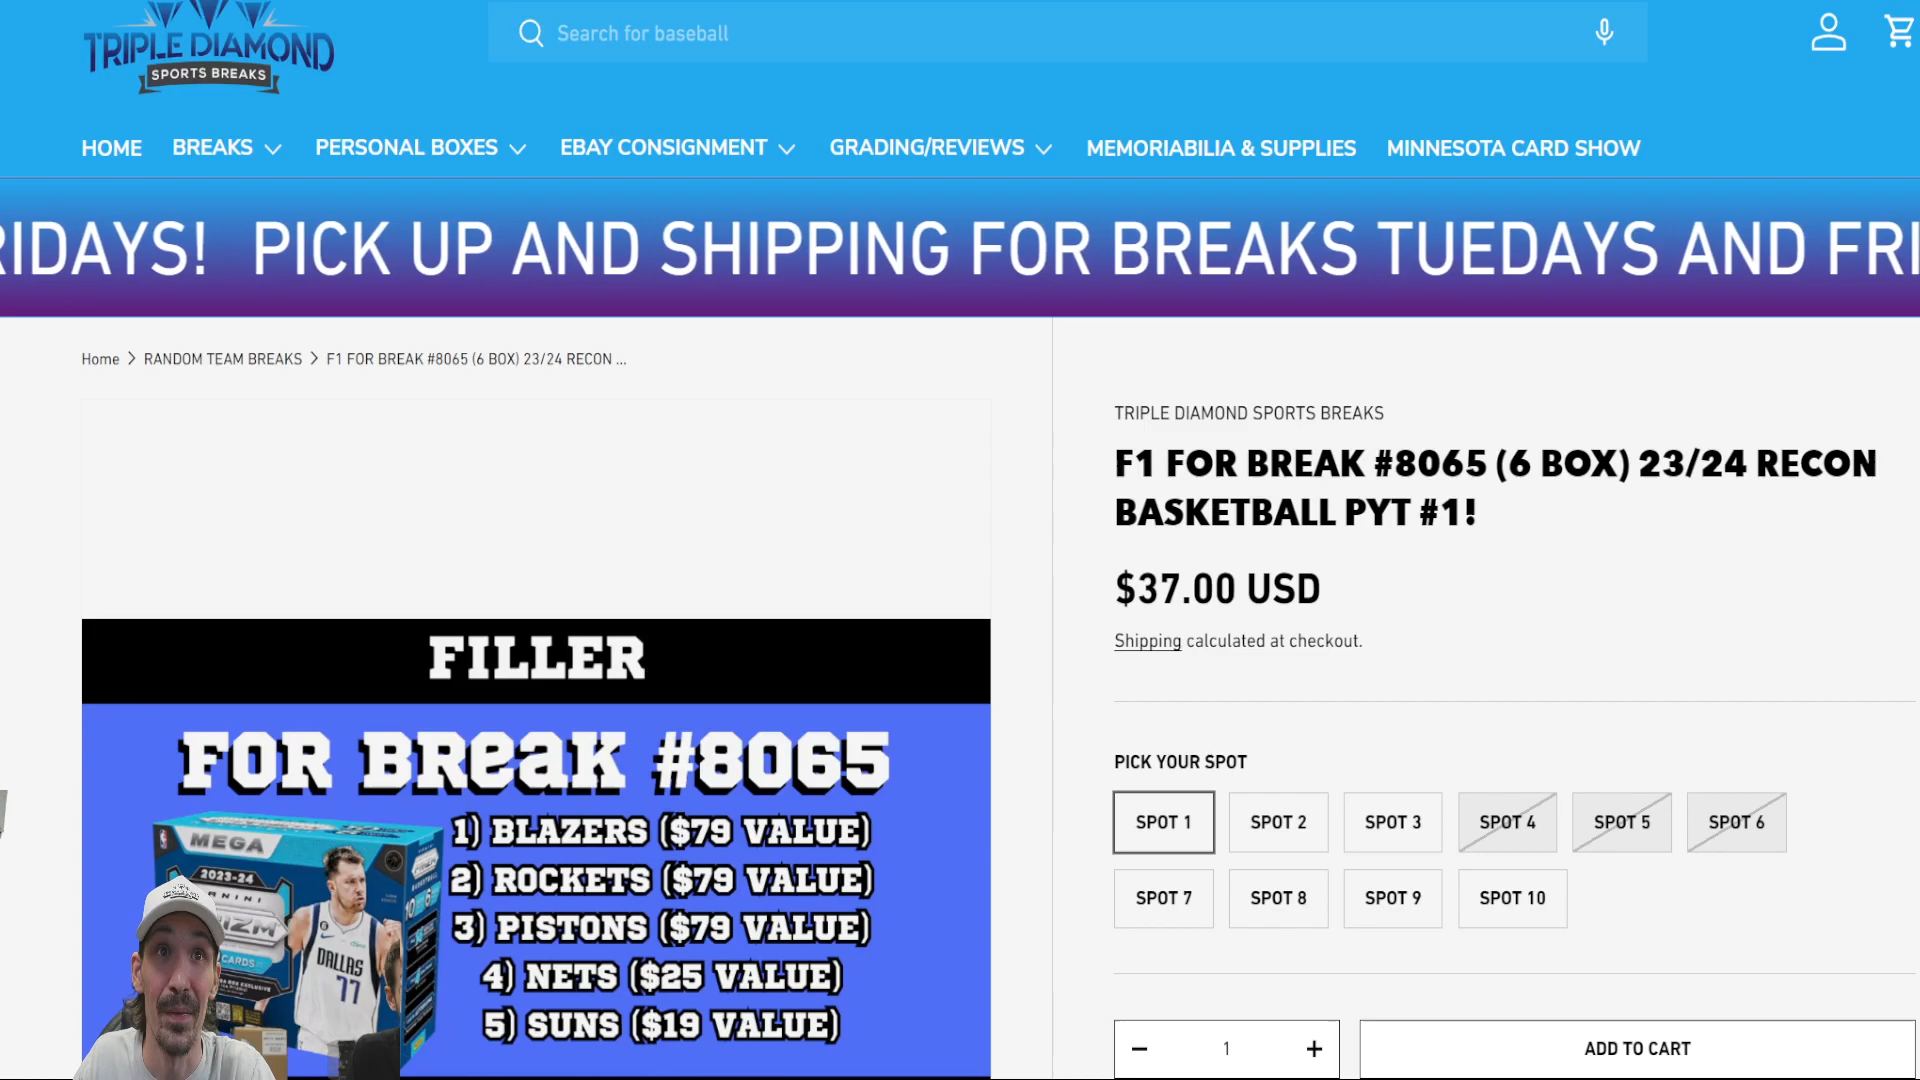 TRIPLE DIAMOND
SPORTS BREAKS
Search for baseball
HOME BREAKS PERSONAL BOXES EBAY CONSIGNMENT GRADING/REVIEWS MEMORIABILIA & SUPPLIES MINNESOTA CARD SHOW
RIDAYS! PICK UP AND SHIPPING FOR BREAKS TUEDAYS AND FRI
Home > RANDOM TEAM BREAKS > F1 FOR BREAK #8065 (6 BOX) 23/24 RECON ...
TRIPLE DIAMOND SPORTS BREAKS
F1 FOR BREAK #8065 (6 BOX) 23/24 RECON
BASKETBALL PYT #1!
$37.00 USD
Shipping calculated at checkout.
PICK YOUR SPOT
SPOT 1 SPOT 2 SPOT 3 SPOT 4 SPOT 5 SPOT 6
SPOT 7 SPOT 8 SPOT 9 SPOT 10
− 1 +
ADD TO CART
FILLER
FOR BREAK #8065
1) BLAZERS ($79 VALUE)
2) ROCKETS ($79 VALUE)
3) PISTONS ($79 VALUE)
4) NETS ($25 VALUE)
5) SUNS ($19 VALUE)
MEGA
2023-24
CARDS
DALLAS
77